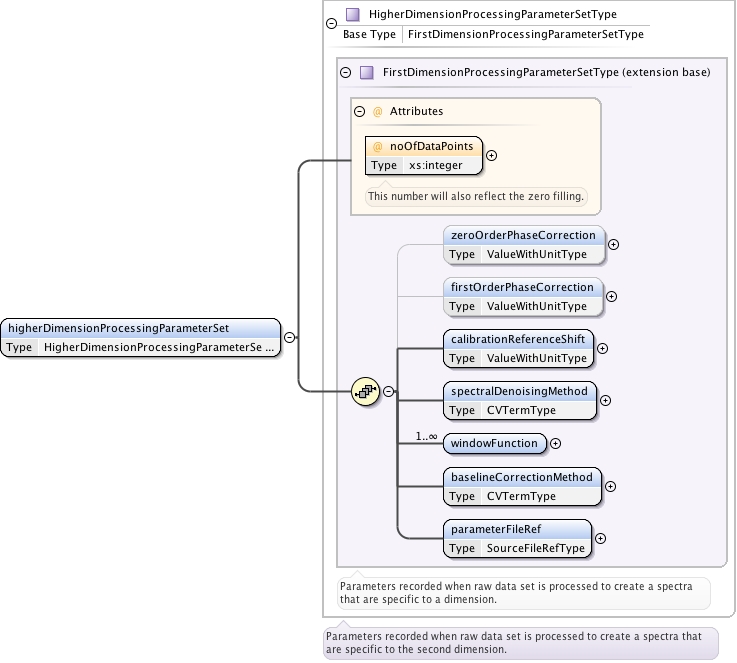 HigherDimensionProcessingParameterSetType
Base Type FirstDimensionProcessingParameterSetType
FirstDimensionProcessingParameterSetType (extension base)
@ Attributes
@ noOfDataPoints
Type xs:integer
This number will also reflect the zero filling.
zeroOrderPhaseCorrection
Type ValueWithUnitType
firstOrderPhaseCorrection
Type ValueWithUnitType
higherDimensionProcessingParameterSet
Type HigherDimensionProcessingParameterSe ...
calibrationReferenceShift
Type ValueWithUnitType
spectralDenoisingMethod
Type CVTermType
1..∞
windowFunction
baselineCorrectionMethod
Type CVTermType
parameterFileRef
Type SourceFileRefType
Parameters recorded when raw data set is processed to create a spectra
that are specific to a dimension.
Parameters recorded when raw data set is processed to create a spectra that
are specific to the second dimension.